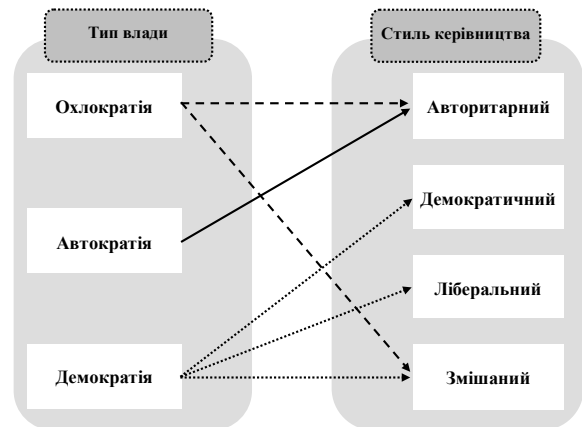 Тип влади
Стиль керівництва
Охлократія
Авторитарний
Демократичний
Автократія
Ліберальний
Демократія
Змішаний